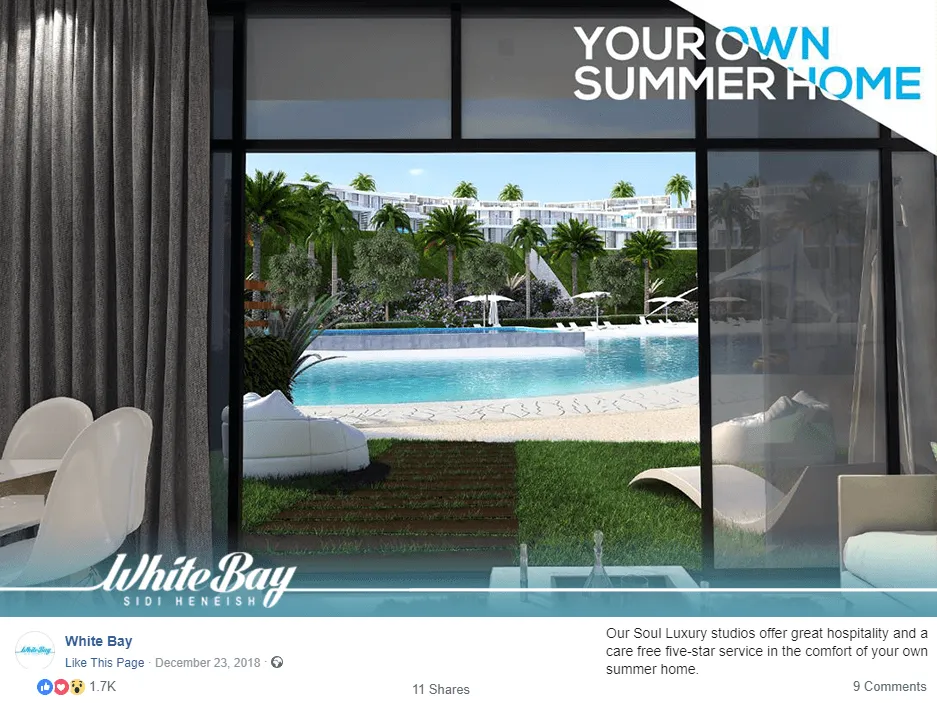 YOUR OWN
SUMMER HOME
White Bay
SIDI HENEISH
White Bay
White Bay
Like This Page · December 23, 2018 ·
1.7K
11 Shares
Our Soul Luxury studios offer great hospitality and a
care free five-star service in the comfort of your own
summer home.
9 Comments